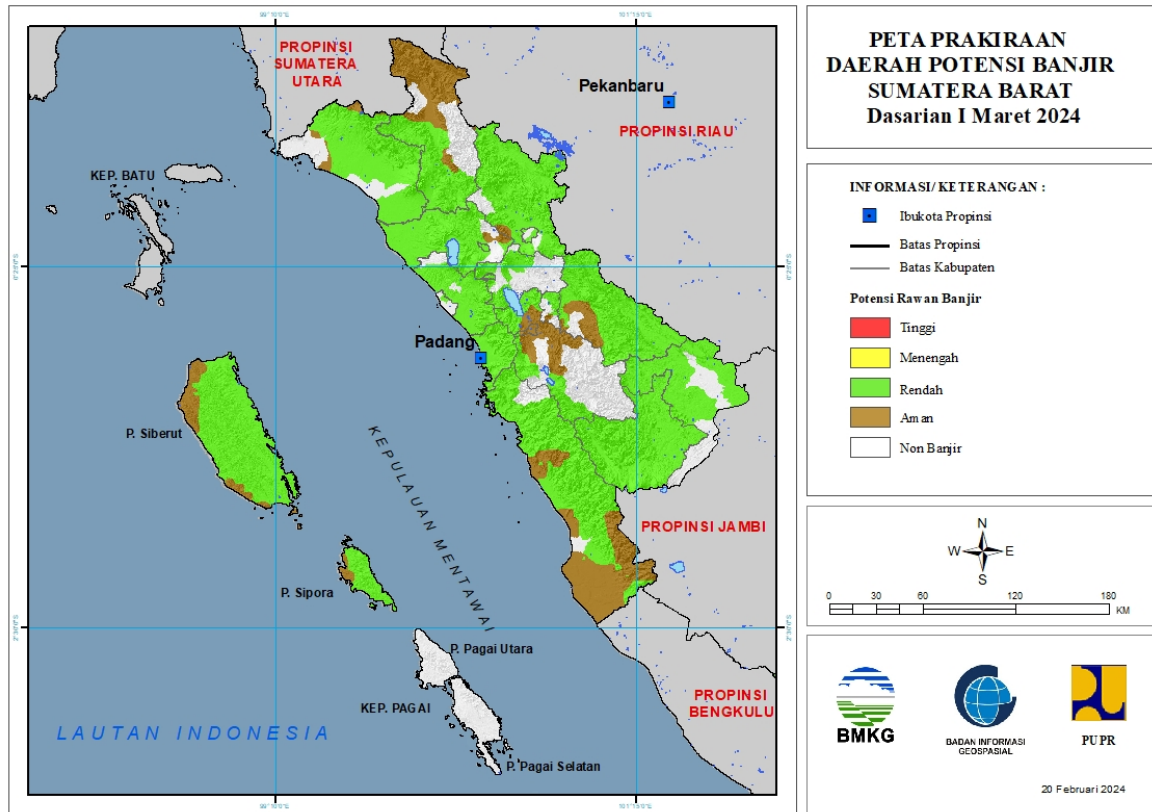 PETA PRAKIRAAN
DAERAH POTENSI BANJIR
SUMATERA BARAT
Dasarian I Maret 2024
INFORMASI/ KETERANGAN :
Ibukota Propinsi
Batas Propinsi
Batas Kabupaten
Potensi Rawan Banjir
Tinggi
Menengah
Rendah
Aman
Non Banjir
N
W
E
S
0
30
60
120
180
KM
BMKG
BADAN INFORMASI
GEOSPASIAL
PUPR
20 Februari 2024
PROPINSI
SUMATERA
UTARA
Pekanbaru
PROPINSI RIAU
KEP. BATU
Padang
P. Siberut
KEPULAUAN MENTAWAI
PROPINSI JAMBI
P. Sipora
P. Pagai Utara
KEP. PAGAI
PROPINSI
BENGKULU
LAUTAN INDONESIA
P. Pagai Selatan